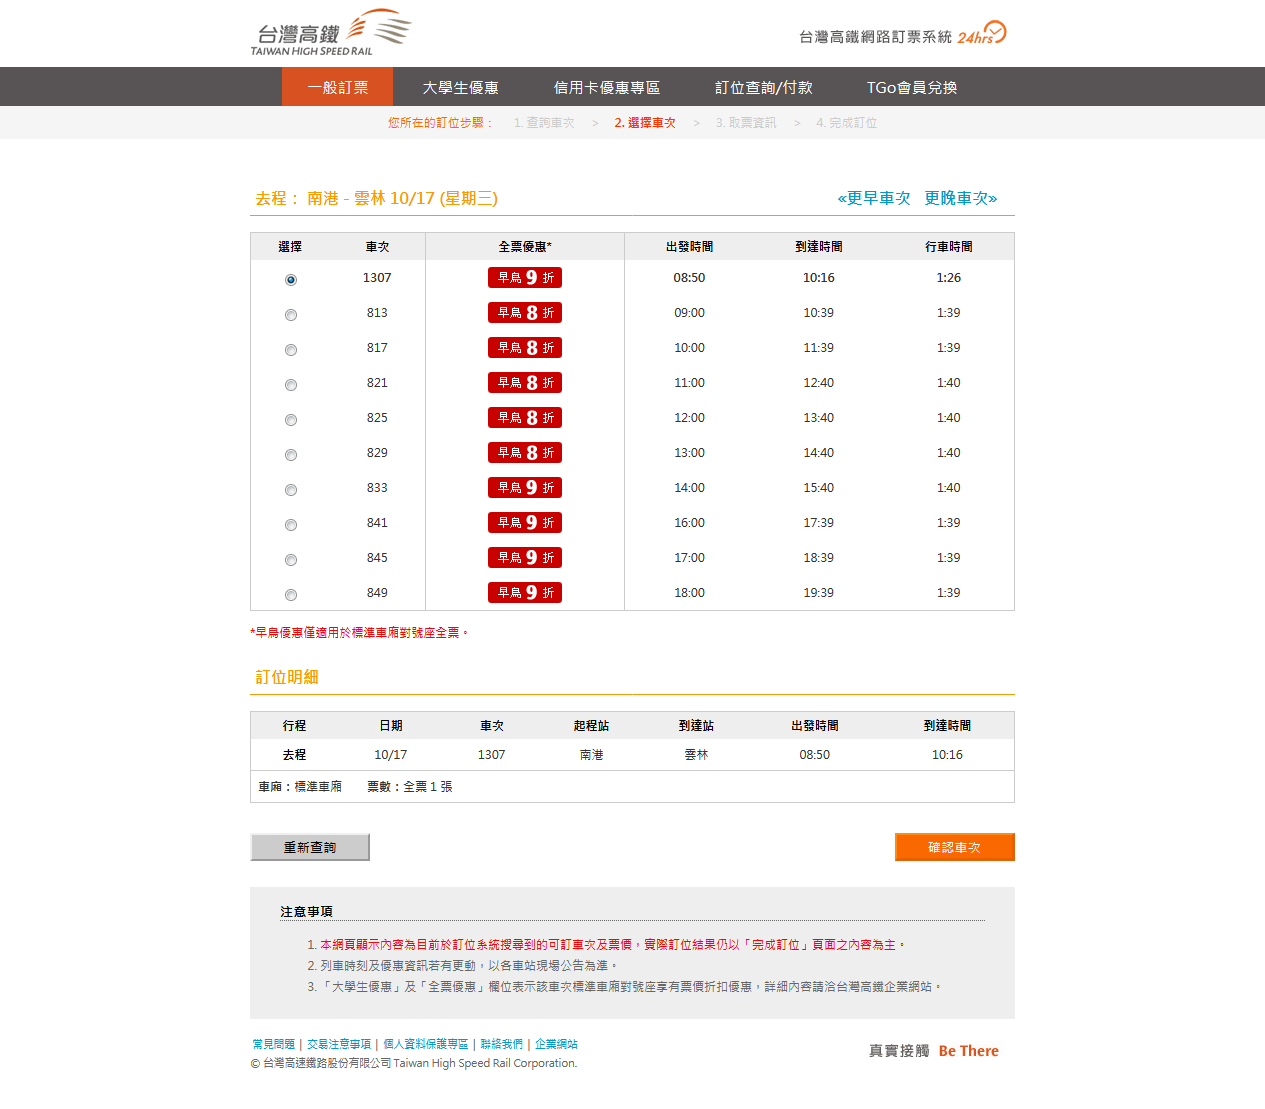 台灣高鐵
TAIWAN HIGH SPEED RAIL
台灣高鐵網路訂票系統 24hrs
一般訂票 大學生優惠 信用卡優惠專區 訂位查詢/付款 TGo會員兌換
您所在的訂位步驟： 1. 查詢車次 > 2. 選擇車次 > 3. 取票資訊 > 4. 完成訂位
去程： 南港 - 雲林 10/17 (星期三) «更早車次 更晚車次»
選擇 車次 全票優惠* 出發時間 到達時間 行車時間
1307 早鳥 9 折 08:50 10:16 1:26
813 早鳥 8 折 09:00 10:39 1:39
817 早鳥 8 折 10:00 11:39 1:39
821 早鳥 8 折 11:00 12:40 1:40
825 早鳥 8 折 12:00 13:40 1:40
829 早鳥 8 折 13:00 14:40 1:40
833 早鳥 9 折 14:00 15:40 1:40
841 早鳥 9 折 16:00 17:39 1:39
845 早鳥 9 折 17:00 18:39 1:39
849 早鳥 9 折 18:00 19:39 1:39
*早鳥優惠僅適用於標準車廂對號座全票。
訂位明細
行程 日期 車次 起程站 到達站 出發時間 到達時間
去程 10/17 1307 南港 雲林 08:50 10:16
車廂：標準車廂 票數：全票 1 張
重新查詢 確認車次
注意事項
1. 本網頁顯示內容為目前於訂位系統搜尋到的可訂車次及票價，實際訂位結果仍以「完成訂位」頁面之內容為主。
2. 列車時刻及優惠資訊若有更動，以各車站現場公告為準。
3. 「大學生優惠」及「全票優惠」欄位表示該車次標準車廂對號座享有票價折扣優惠，詳細內容請洽台灣高鐵企業網站。
常見問題 | 交易注意事項 | 個人資料保護專區 | 聯絡我們 | 企業網站
© 台灣高速鐵路股份有限公司 Taiwan High Speed Rail Corporation.
真實接觸 Be There